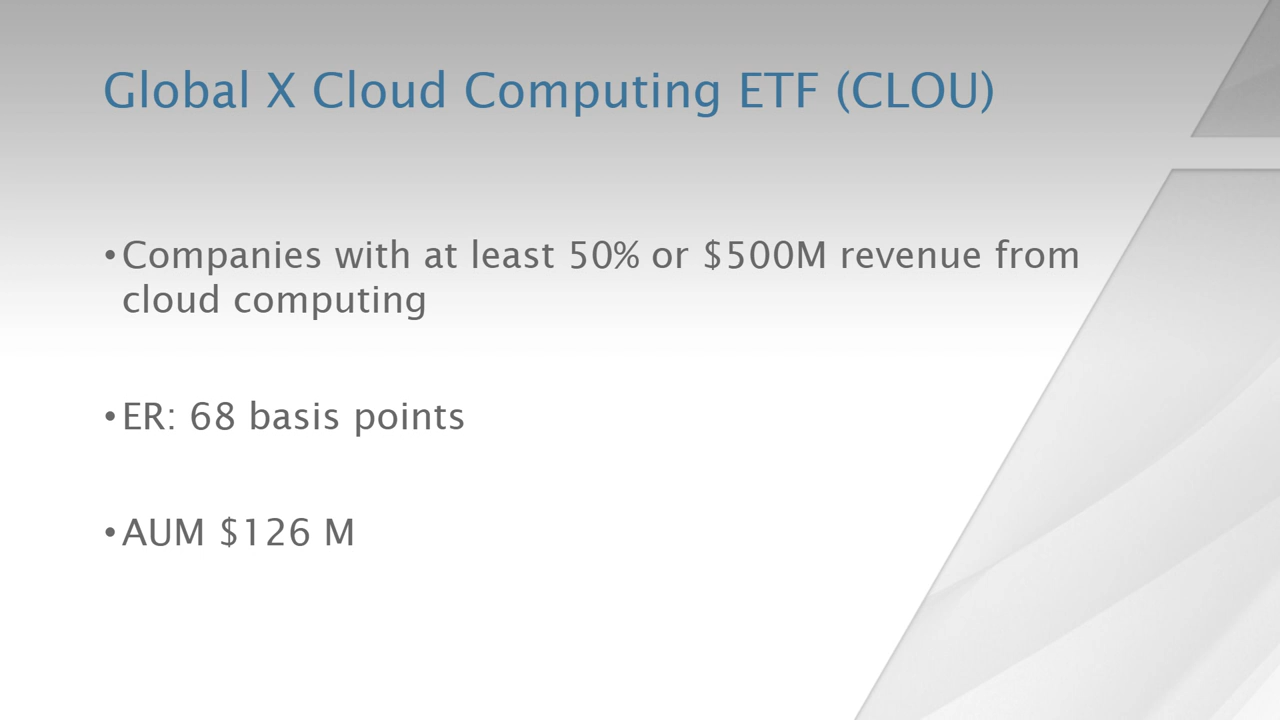 Global X Cloud Computing ETF (CLOU)
•Companies with at least 50% or $500M revenue from
cloud computing
•ER: 68 basis points
•AUM $126 M